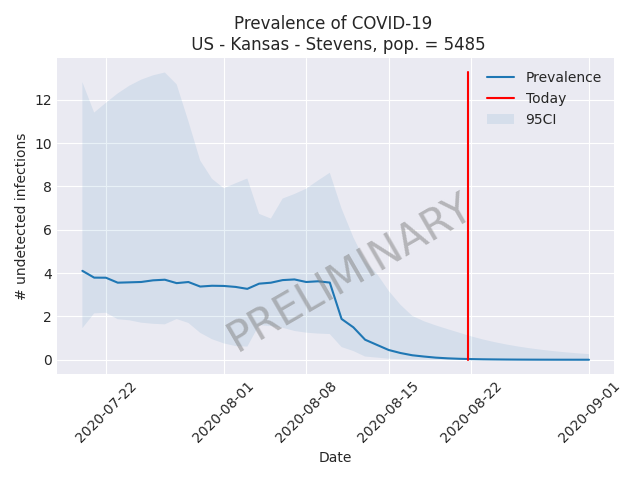 Prevalence of COVID-19
US - Kansas - Stevens, pop. = 5485
Prevalence
Today
95CI
# undetected infections
12
10
8
6
4
2
0
PRELIMINARY
2020-07-22
2020-08-01
2020-08-08
2020-08-15
2020-08-22
2020-09-01
Date